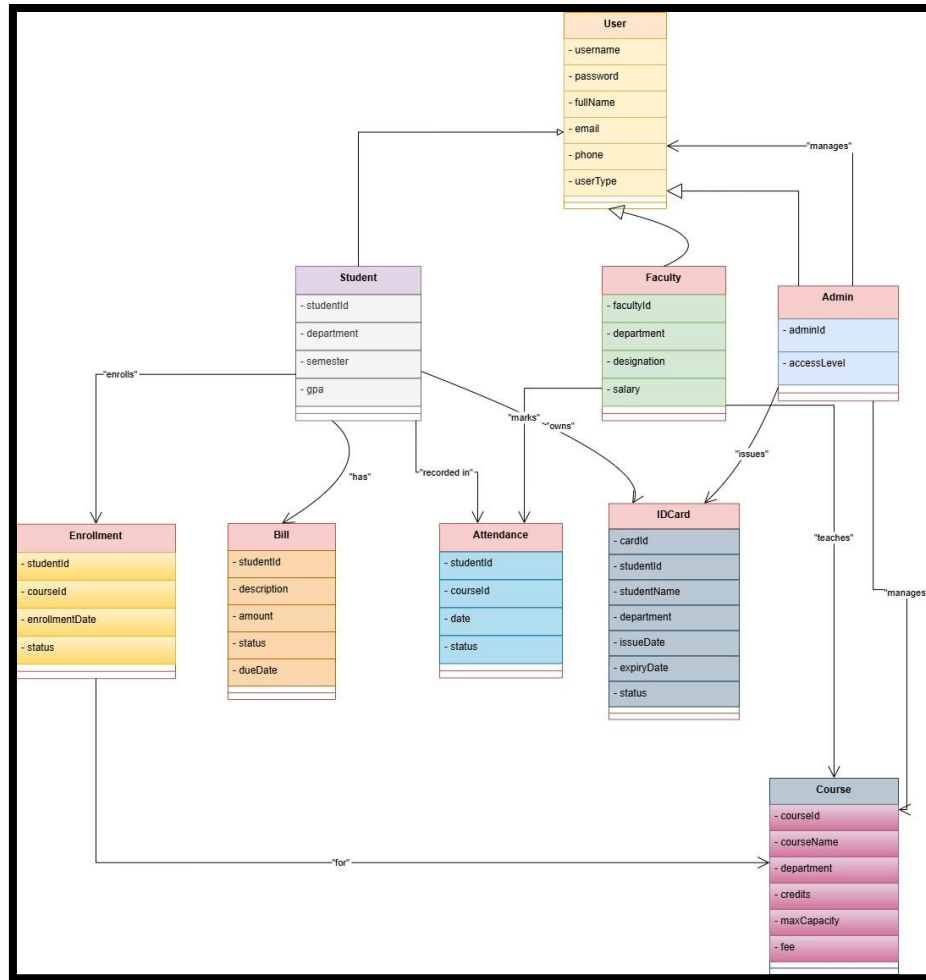 User
- username
- password
- fullName
- email
- phone
- userType
"manages"
Student
- studentId
- department
- semester
- gpa
Faculty
- facultyId
- department
- designation
- salary
Admin
- adminId
- accessLevel
"enrolls"
"has"
"recorded in"
"marks"
"owns"
"issues"
"teaches"
"manages"
Enrollment
- studentId
- courseId
- enrollmentDate
- status
Bill
- studentId
- description
- amount
- status
- dueDate
Attendance
- studentId
- courseId
- date
- status
IDCard
- cardId
- studentId
- studentName
- department
- issueDate
- expiryDate
- status
"for"
Course
- courseId
- courseName
- department
- credits
- maxCapacity
- fee